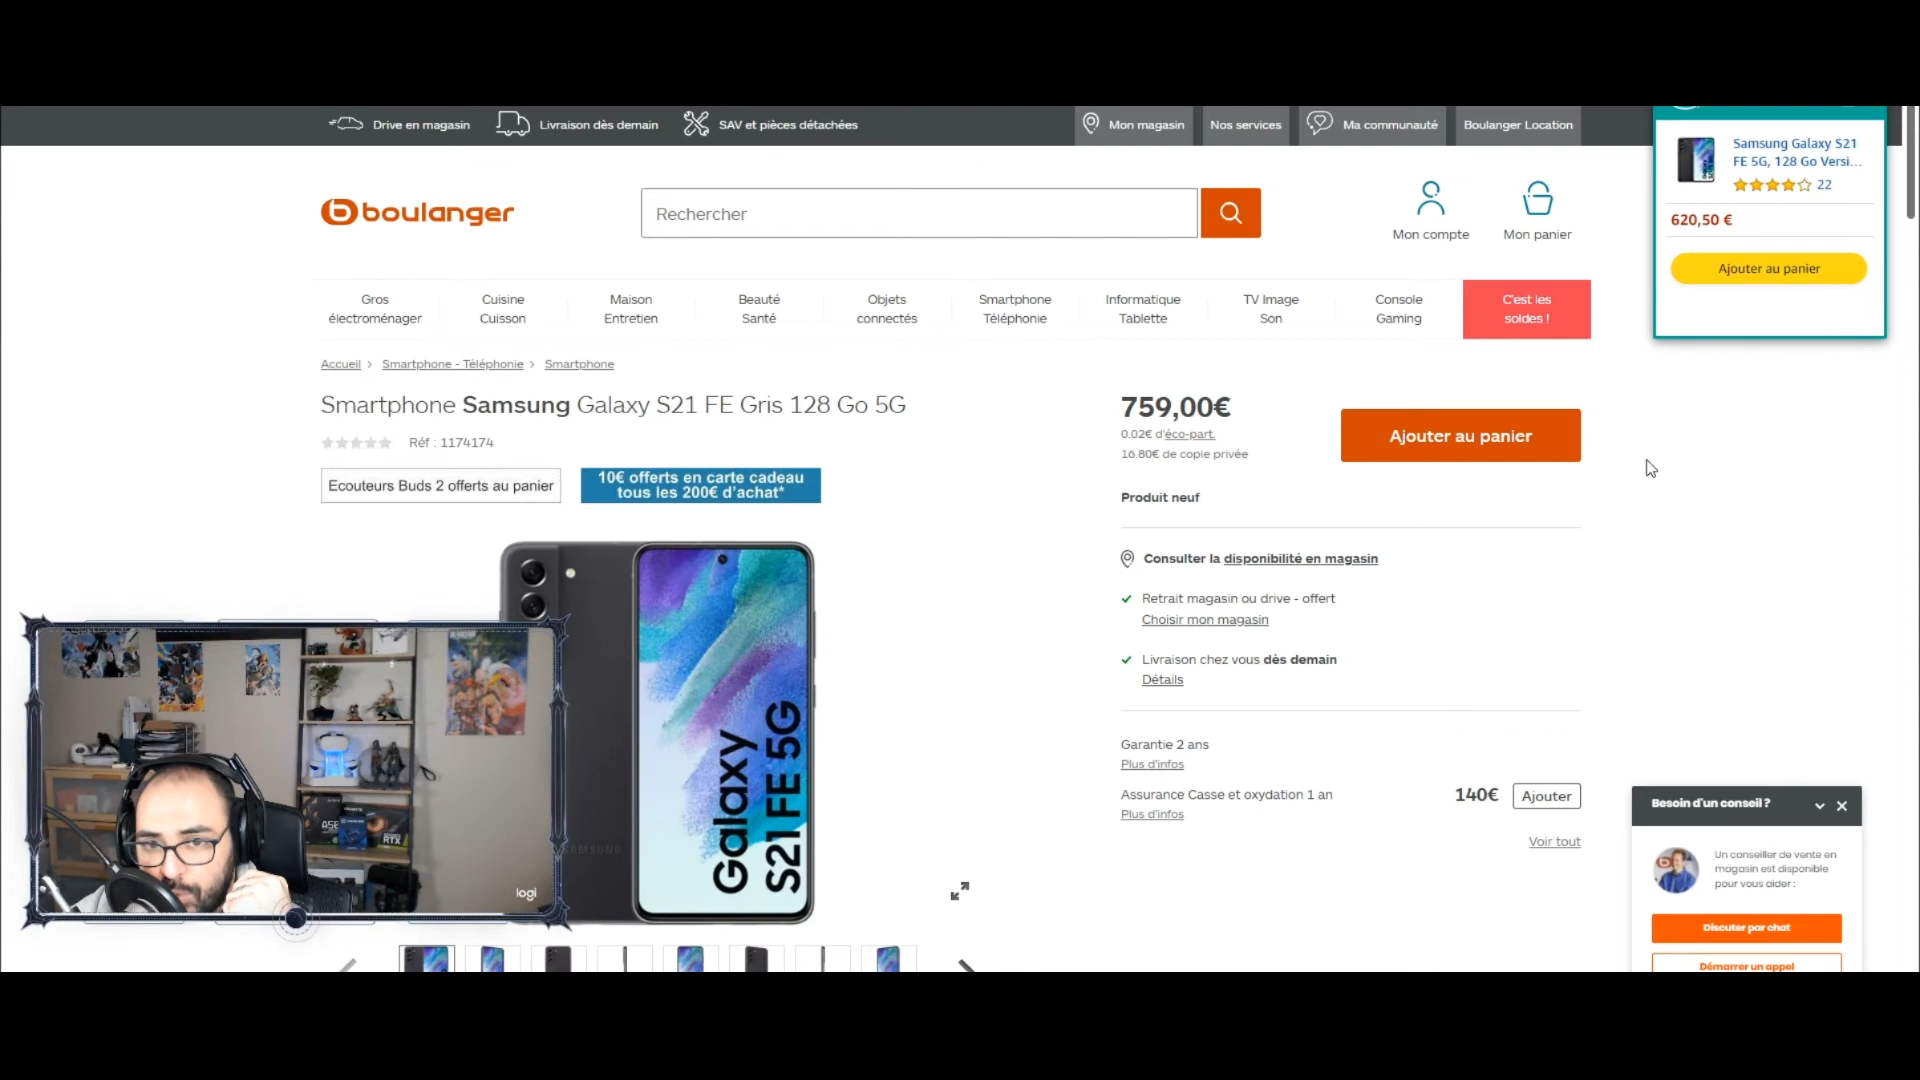 Drive en magasin
Livraison dès demain
SAV et pièces détachées
Mon magasin
Nos services
Ma communauté
Boulanger Location
boulanger
Rechercher
Mon compte
Mon panier
Samsung Galaxy S21
FE 5G, 128 Go Versi...
22
620,50 €
Ajouter au panier
Gros
électroménager
Cuisine
Cuisson
Maison
Entretien
Beauté
Santé
Objets
connectés
Smartphone
Téléphonie
Informatique
Tablette
TV Image
Son
Console
Gaming
C'est les
soldes !
Accueil > Smartphone - Téléphonie > Smartphone
Smartphone Samsung Galaxy S21 FE Gris 128 Go 5G
Réf : 1174174
Ecouteurs Buds 2 offerts au panier
10€ offerts en carte cadeau
tous les 200€ d'achat*
759,00€
0.02€ d'éco-part.
16.80€ de copie privée
Ajouter au panier
Produit neuf
Consulter la disponibilité en magasin
Retrait magasin ou drive - offert
Choisir mon magasin
Livraison chez vous dès demain
Détails
Garantie 2 ans
Plus d'infos
Assurance Casse et oxydation 1 an
140€
Ajouter
Plus d'infos
Voir tout
Galaxy
S21 FE 5G
SAMSUNG
RTX
logi
Besoin d'un conseil ?
Un conseiller de vente en
magasin est disponible
pour vous aider :
Discuter par chat
Démarrer un appel